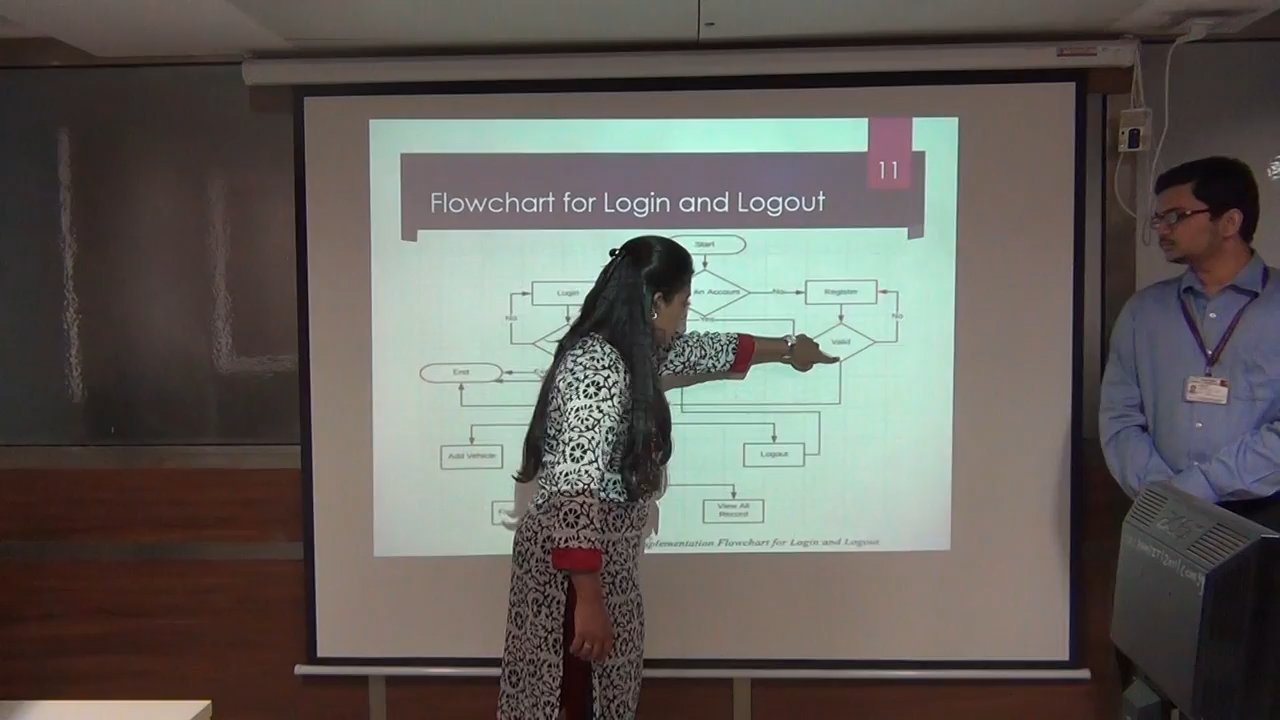 11
Flowchart for Login and Logout
Start
Login
An Account
No
Register
No
Yes
Valid
No
End
Add Vehicle
Logout
View All
Record
Flowchart for Login and Logout